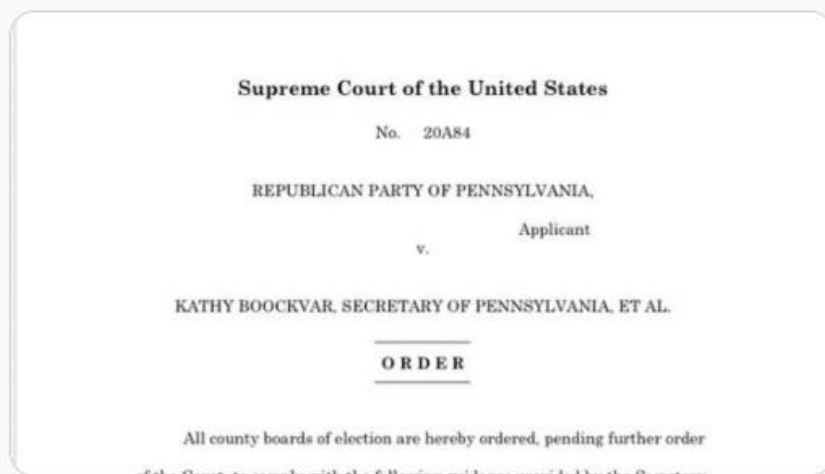 Supreme Court of the United States
No. 20A84
REPUBLICAN PARTY OF PENNSYLVANIA,
Applicant
v.
KATHY BOOCKVAR, SECRETARY OF PENNSYLVANIA, ET AL.
ORDER
All county boards of election are hereby ordered, pending further order